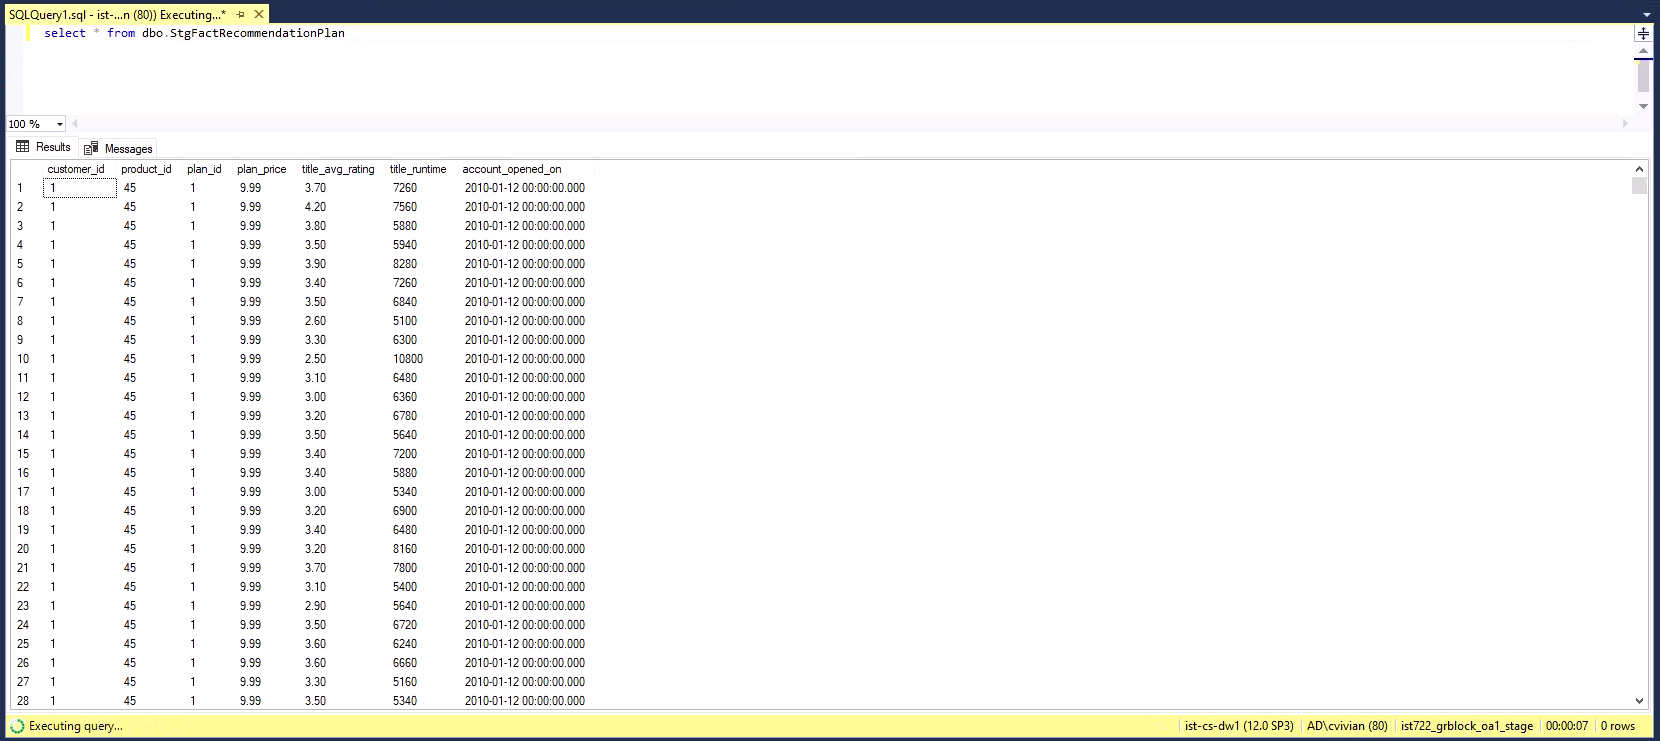 SQLQuery1.sql - ist-...n (80)) Executing...*
select * from dbo.StgFactRecommendationPlan
100 %
Results Messages
customer_id product_id plan_id plan_price title_avg_rating title_runtime account_opened_on
1 1 45 1 9.99 3.70 7260 2010-01-12 00:00:00.000
2 1 45 1 9.99 4.20 7560 2010-01-12 00:00:00.000
3 1 45 1 9.99 3.80 5880 2010-01-12 00:00:00.000
4 1 45 1 9.99 3.50 5940 2010-01-12 00:00:00.000
5 1 45 1 9.99 3.90 8280 2010-01-12 00:00:00.000
6 1 45 1 9.99 3.40 7260 2010-01-12 00:00:00.000
7 1 45 1 9.99 3.50 6840 2010-01-12 00:00:00.000
8 1 45 1 9.99 2.60 5100 2010-01-12 00:00:00.000
9 1 45 1 9.99 3.30 6300 2010-01-12 00:00:00.000
10 1 45 1 9.99 2.50 10800 2010-01-12 00:00:00.000
11 1 45 1 9.99 3.10 6480 2010-01-12 00:00:00.000
12 1 45 1 9.99 3.00 6360 2010-01-12 00:00:00.000
13 1 45 1 9.99 3.20 6780 2010-01-12 00:00:00.000
14 1 45 1 9.99 3.50 5640 2010-01-12 00:00:00.000
15 1 45 1 9.99 3.40 7200 2010-01-12 00:00:00.000
16 1 45 1 9.99 3.40 5880 2010-01-12 00:00:00.000
17 1 45 1 9.99 3.00 5340 2010-01-12 00:00:00.000
18 1 45 1 9.99 3.20 6900 2010-01-12 00:00:00.000
19 1 45 1 9.99 3.40 6480 2010-01-12 00:00:00.000
20 1 45 1 9.99 3.20 8160 2010-01-12 00:00:00.000
21 1 45 1 9.99 3.70 7800 2010-01-12 00:00:00.000
22 1 45 1 9.99 3.10 5400 2010-01-12 00:00:00.000
23 1 45 1 9.99 2.90 5640 2010-01-12 00:00:00.000
24 1 45 1 9.99 3.50 6720 2010-01-12 00:00:00.000
25 1 45 1 9.99 3.60 6240 2010-01-12 00:00:00.000
26 1 45 1 9.99 3.60 6660 2010-01-12 00:00:00.000
27 1 45 1 9.99 3.30 5160 2010-01-12 00:00:00.000
28 1 45 1 9.99 3.50 5340 2010-01-12 00:00:00.000
Executing query... ist-cs-dw1 (12.0 SP3) AD\cvivian (80) ist722_grblock_oa1_stage 00:00:07 0 rows